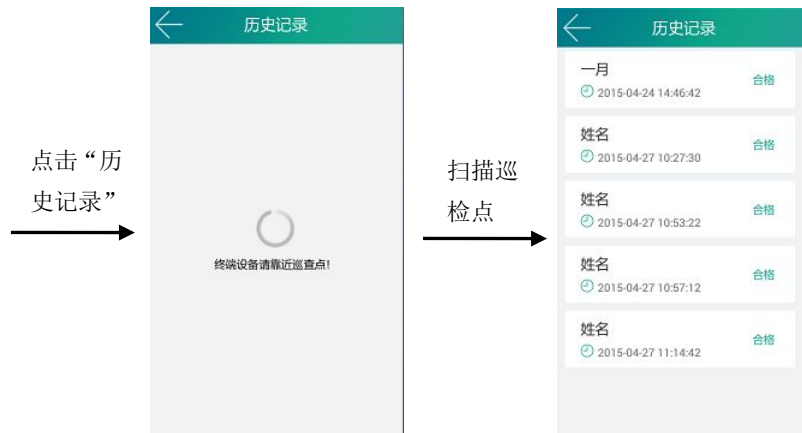 点击“历
史记录”
历史记录
终端设备请靠近巡查点!
扫描巡
检点
历史记录
一月
2015-04-24 14:46:42
合格
姓名
2015-04-27 10:27:30
合格
姓名
2015-04-27 10:53:22
合格
姓名
2015-04-27 10:57:12
合格
姓名
2015-04-27 11:14:42
合格